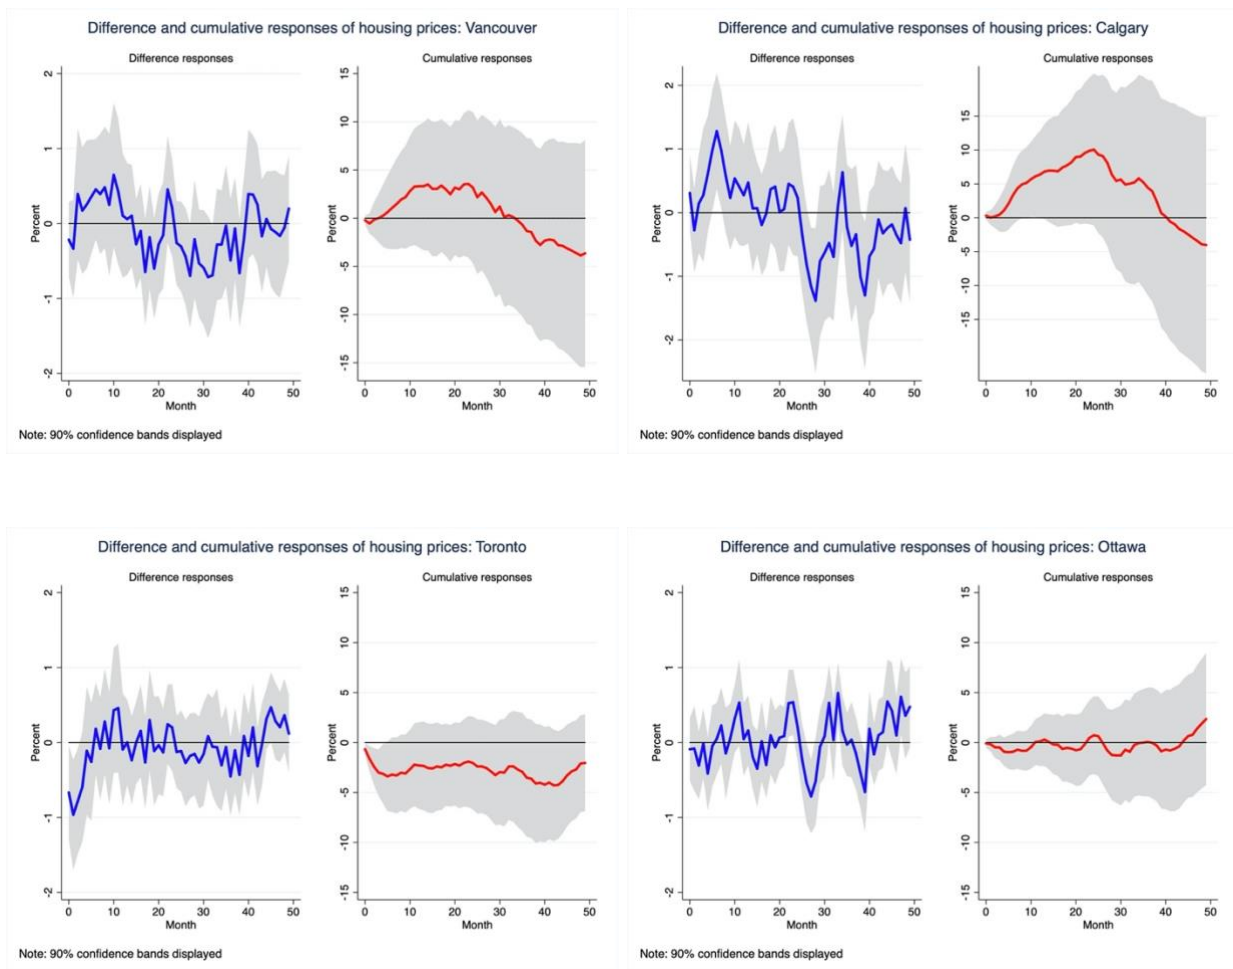 Difference and cumulative responses of housing prices: Vancouver
Difference responses
Cumulative responses
Percent
2
1
0
-1
-2
0 10 20 30 40 50
Month
Percent
15
10
5
0
-5
-10
-15
0 10 20 30 40 50
Month
Note: 90% confidence bands displayed
Difference and cumulative responses of housing prices: Calgary
Difference responses
Cumulative responses
Percent
2
1
0
-1
-2
0 10 20 30 40 50
Month
Percent
15
10
5
0
-5
-10
-15
0 10 20 30 40 50
Month
Note: 90% confidence bands displayed
Difference and cumulative responses of housing prices: Toronto
Difference responses
Cumulative responses
Percent
2
1
0
-1
-2
0 10 20 30 40 50
Month
Percent
15
10
5
0
-5
-10
-15
0 10 20 30 40 50
Month
Note: 90% confidence bands displayed
Difference and cumulative responses of housing prices: Ottawa
Difference responses
Cumulative responses
Percent
2
1
0
-1
-2
0 10 20 30 40 50
Month
Percent
15
10
5
0
-5
-10
-15
0 10 20 30 40 50
Month
Note: 90% confidence bands displayed